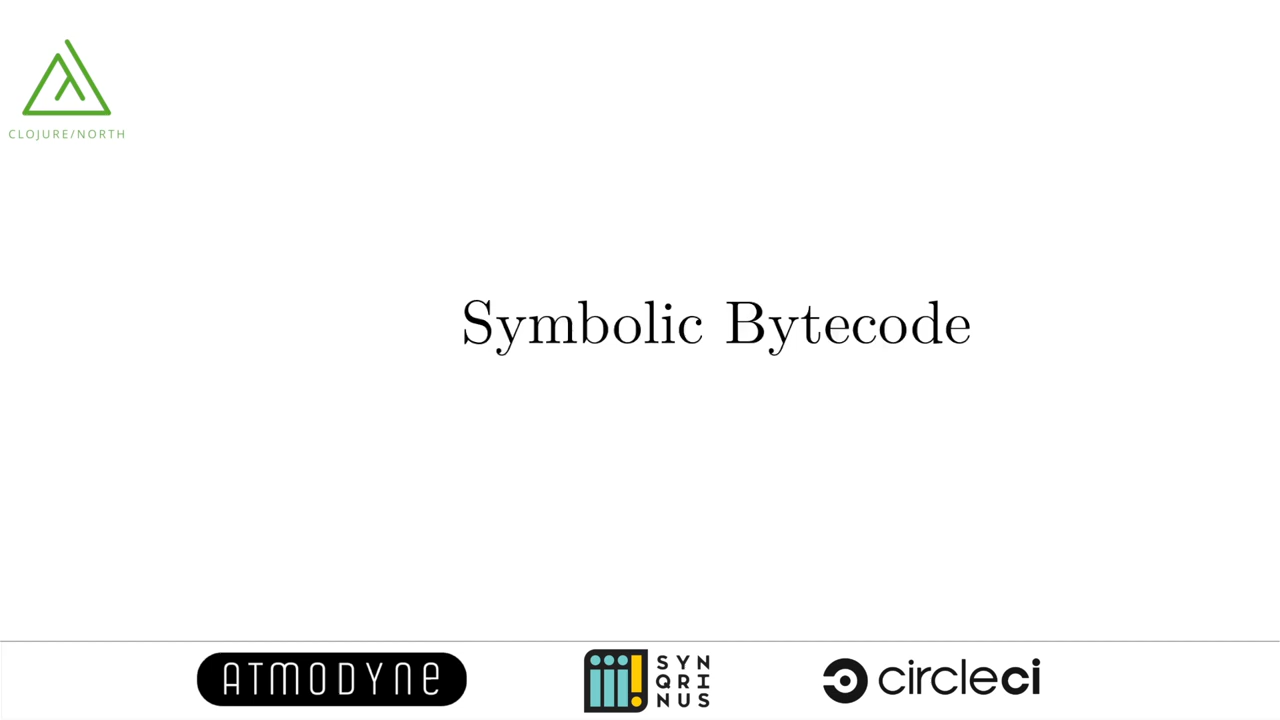 CLOJURE/NORTH
Symbolic Bytecode
ATMODYNE
SYN
QRI
NUS
circleci